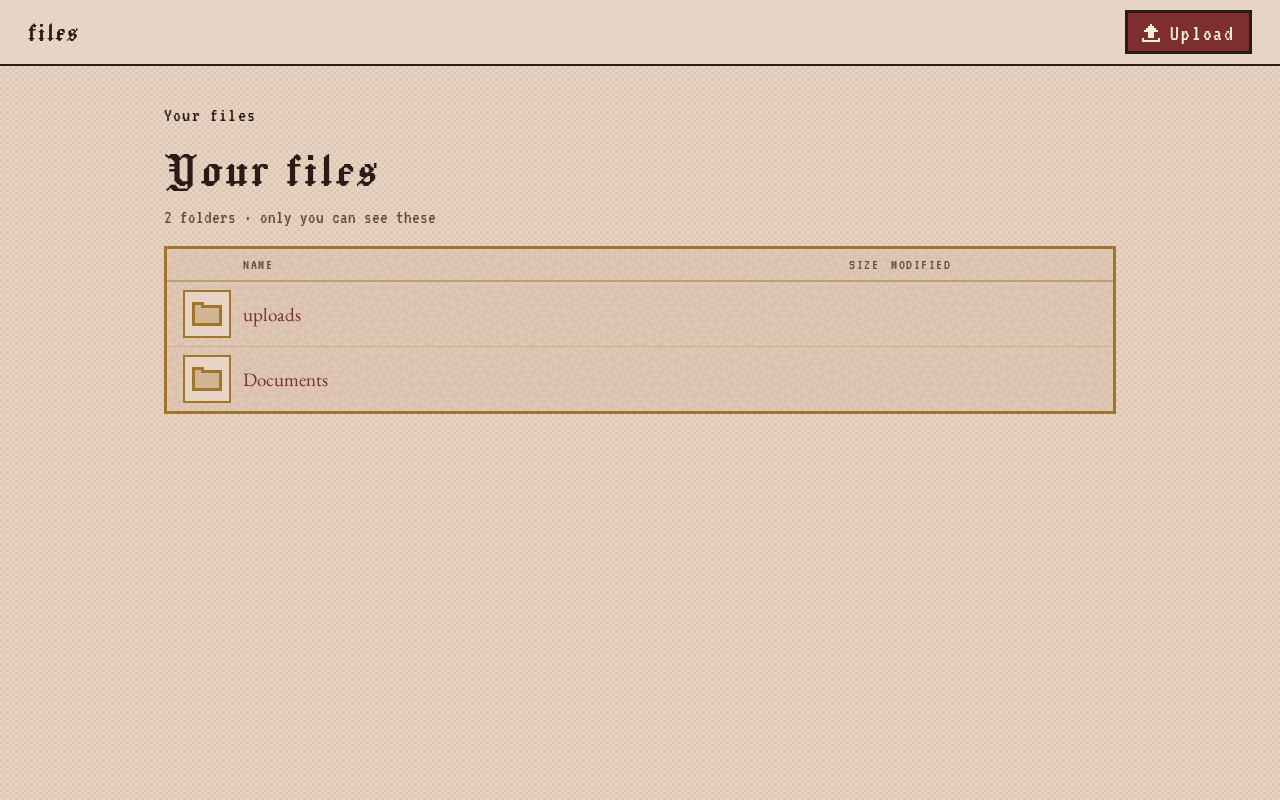 files
Upload
Your files
Your files
2 folders · only you can see these
NAME SIZE MODIFIED
uploads
Documents